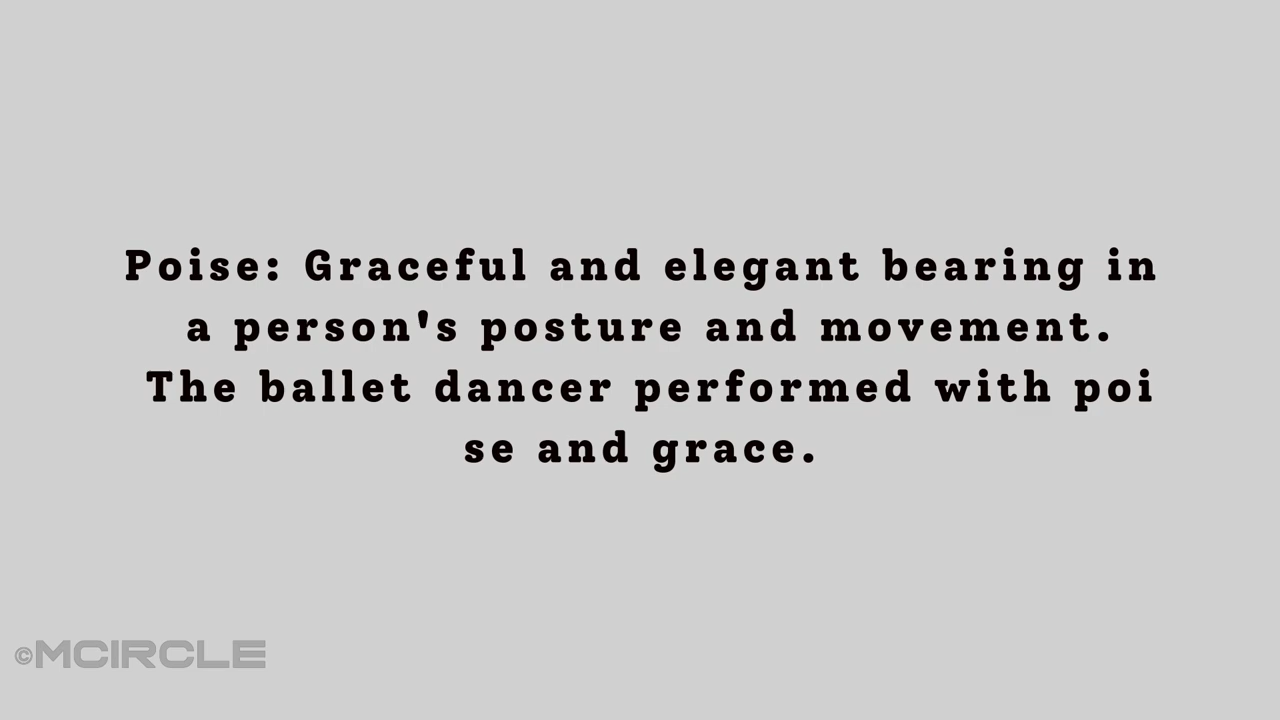 Poise: Graceful and elegant bearing in
a person's posture and movement.
The ballet dancer performed with poi
se and grace.
©MCIRCLE